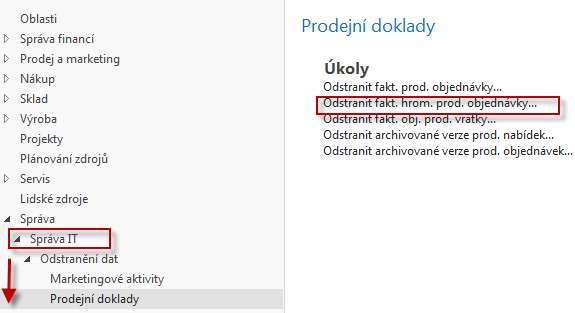 Oblasti
Správa financí
Prodej a marketing
Nákup
Sklad
Výroba
Projekty
Plánování zdrojů
Servis
Lidské zdroje
Správa
Správa IT
Odstranění dat
Marketingové aktivity
Prodejní doklady
Prodejní doklady
Úkoly
Odstranit fakt. prod. objednávky...
Odstranit fakt. hrom. prod. objednávky...
Odstranit fakt. obj. prod. vratky...
Odstranit archivované verze prod. nabídek...
Odstranit archivované verze prod. objednávek...